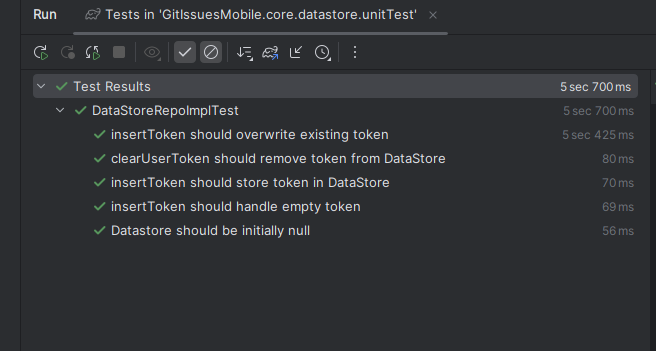 Run Tests in 'GitIssuesMobile.core.datastore.unitTest'
Test Results 5 sec 700 ms
DataStoreRepoImplTest 5 sec 700 ms
insertToken should overwrite existing token 5 sec 425 ms
clearUserToken should remove token from DataStore 80 ms
insertToken should store token in DataStore 70 ms
insertToken should handle empty token 69 ms
Datastore should be initially null 56 ms